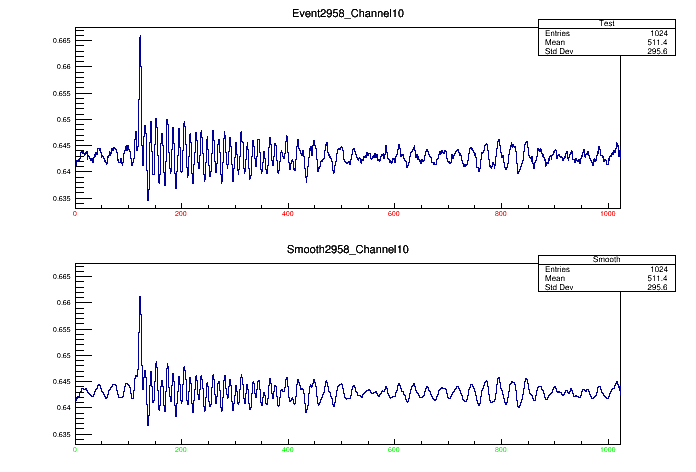 Event2958_Channel10
Test
Entries 1024
Mean 511.4
Std Dev 295.6
0.665
0.66
0.655
0.65
0.645
0.64
0.635
0 200 400 600 800 1000
Smooth2958_Channel10
Smooth
Entries 1024
Mean 511.4
Std Dev 295.6
0.665
0.66
0.655
0.65
0.645
0.64
0.635
0 200 400 600 800 1000